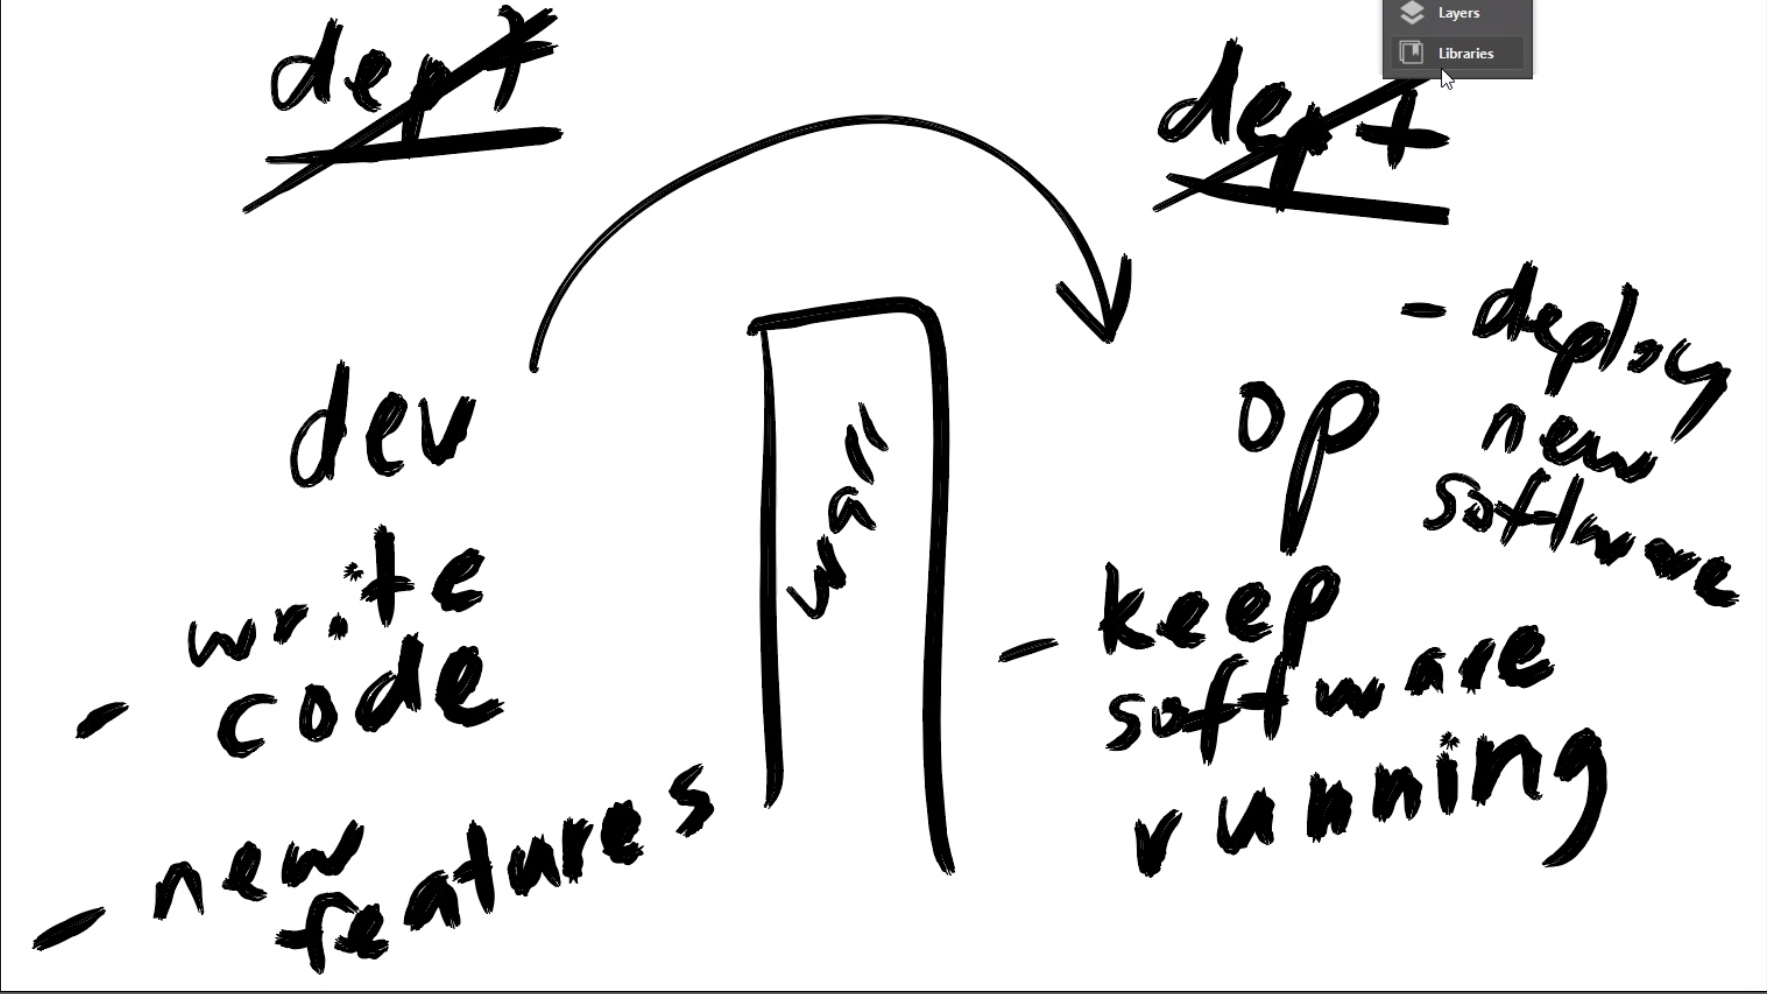 dept
dept
Layers
Libraries
dev
- write
code
- new
features
wall
op
- deploy
new
software
- keep
software
running